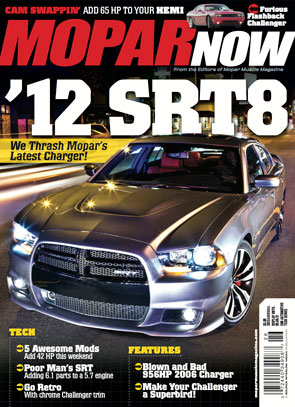 CAM SWAPPIN' ADD 65 HP TO YOUR HEMI
Furious
Flashback
Challenger
MOPAR NOW
From the Editors of Mopar Muscle Magazine
'12 SRT8
We Thrash Mopar's
Latest Charger!
TECH
5 Awesome Mods
Add 42 HP this weekend
Poor Man's SRT
Adding 6.1 parts to a 5.7 engine
Go Retro
With chrome Challenger trim
FEATURES
Blown and Bad
956HP 2006 Charger
Make Your Challenger
a Superbird!